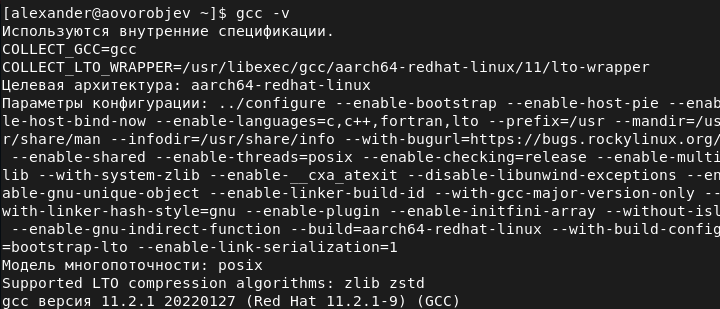 [alexander@aovorobjev ~]$ gcc -v
Используются внутренние спецификации.
COLLECT_GCC=gcc
COLLECT_LTO_WRAPPER=/usr/libexec/gcc/aarch64-redhat-linux/11/lto-wrapper
Целевая архитектура: aarch64-redhat-linux
Параметры конфигурации: ../configure --enable-bootstrap --enable-host-pie --enab
le-host-bind-now --enable-languages=c,c++,fortran,lto --prefix=/usr --mandir=/us
r/share/man --infodir=/usr/share/info --with-bugurl=https://bugs.rockylinux.org/
 --enable-shared --enable-threads=posix --enable-checking=release --enable-multi
lib --with-system-zlib --enable-__cxa_atexit --disable-libunwind-exceptions --en
able-gnu-unique-object --enable-linker-build-id --with-gcc-major-version-only --
with-linker-hash-style=gnu --enable-plugin --enable-initfini-array --without-isl
 --enable-gnu-indirect-function --build=aarch64-redhat-linux --with-build-config
=bootstrap-lto --enable-link-serialization=1
Модель многопоточности: posix
Supported LTO compression algorithms: zlib zstd
gcc версия 11.2.1 20220127 (Red Hat 11.2.1-9) (GCC)